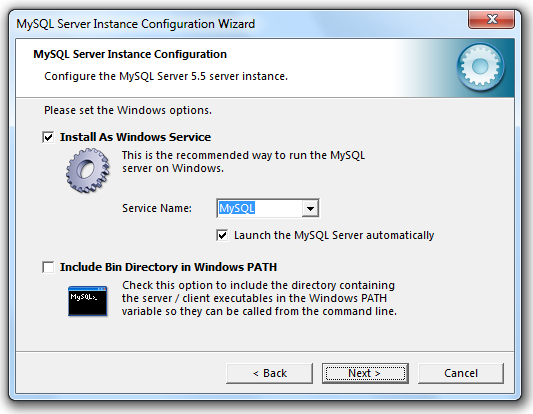 MySQL Server Instance Configuration Wizard
MySQL Server Instance Configuration
Configure the MySQL Server 5.5 server instance.
Please set the Windows options.
Install As Windows Service
This is the recommended way to run the MySQL
server on Windows.
Service Name:
MySQL
Launch the MySQL Server automatically
Include Bin Directory in Windows PATH
MySQL>_
Check this option to include the directory containing
the server / client executables in the Windows PATH
variable so they can be called from the command line.
< Back
Next >
Cancel